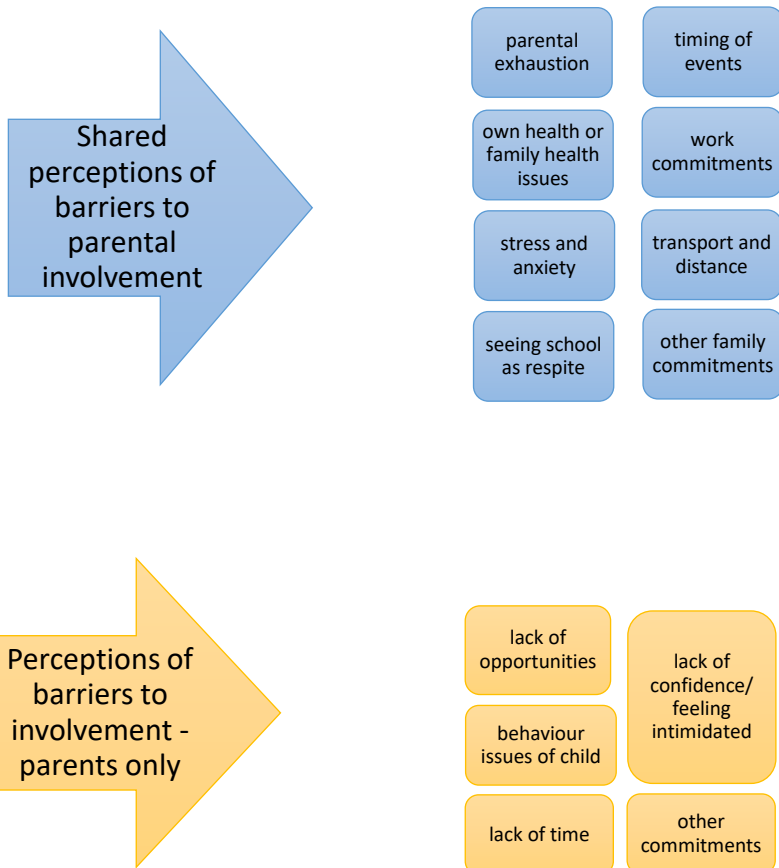 Shared
perceptions of
barriers to
parental
involvement
parental
exhaustion
timing of
events
own health or
family health
issues
work
commitments
stress and
anxiety
transport and
distance
seeing school
as respite
other family
commitments
Perceptions of
barriers to
involvement -
parents only
lack of
opportunities
lack of
confidence/
feeling
intimidated
behaviour
issues of child
lack of time
other
commitments